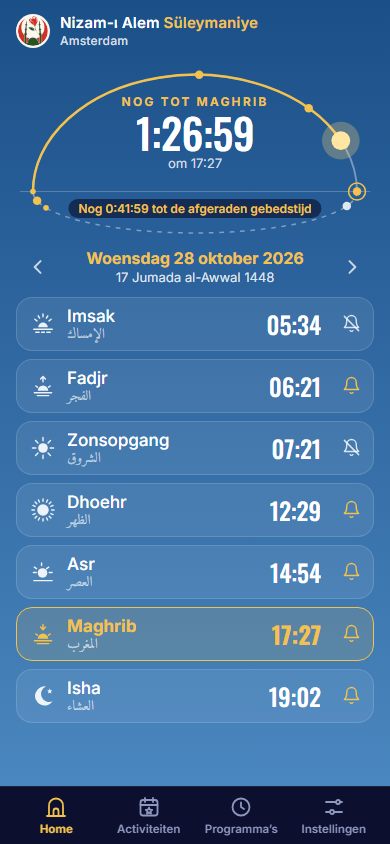 Nizam-ı Alem Süleymaniye
Amsterdam
NOG TOT MAGHRIB
1:26:59
om 17:27
Nog 0:41:59 tot de afgeraden gebedstijd
Woensdag 28 oktober 2026
17 Jumada al-Awwal 1448
Imsak
الإمساك
05:34
Fadjr
الفجر
06:21
Zonsopgang
الشروق
07:21
Dhoehr
الظهر
12:29
Asr
العصر
14:54
Maghrib
المغرب
17:27
Isha
العشاء
19:02
Home
Activiteiten
Programma's
Instellingen